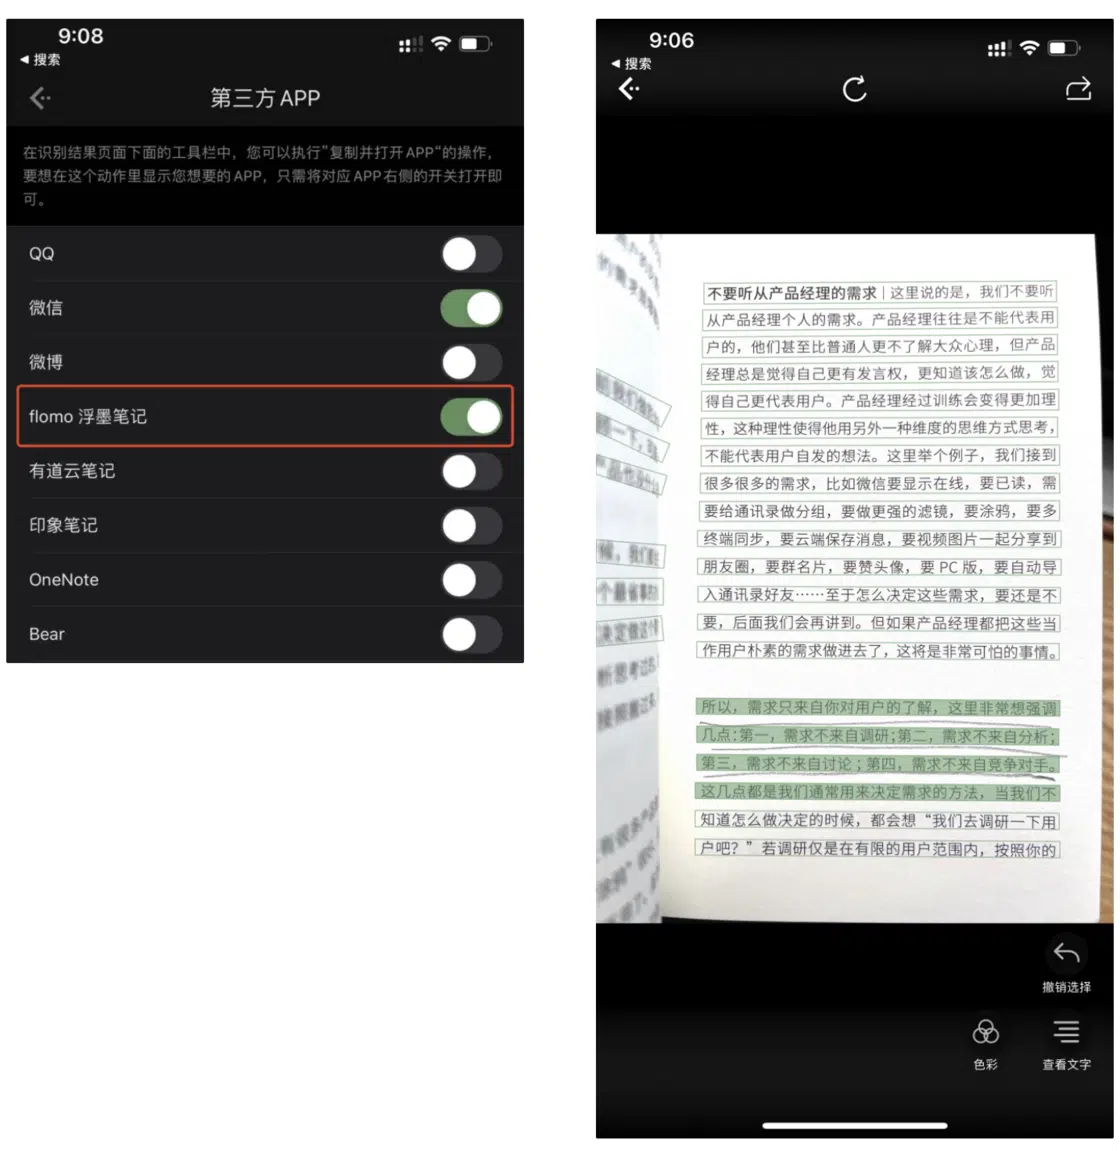 9:08
◀ 搜索
第三方APP
在识别结果页面下面的工具栏中，您可以执行"复制并打开APP"的操作，
要想在这个动作里显示您想要的APP，只需将对应APP右侧的开关打开即
可。
QQ
微信
微博
flomo 浮墨笔记
有道云笔记
印象笔记
OneNote
Bear
9:06
◀ 搜索
不要听从产品经理的需求｜这里说的是，我们不要听
从产品经理个人的需求。产品经理往往是不能代表用
户的，他们甚至比普通人更不了解大众心理，但产品
经理总是觉得自己更有发言权，更知道该怎么做，觉
得自己更代表用户。产品经理经过训练会变得更加理
性，这种理性使得他用另外一种维度的思维方式思考，
不能代表用户自发的想法。这里举个例子，我们接到
很多很多的需求，比如微信要显示在线，要已读，需
要给通讯录做分组，要做更强的滤镜，要涂鸦，要多
终端同步，要云端保存消息，要视频图片一起分享到
朋友圈，要群名片，要赞头像，要 PC 版，要自动导
入通讯录好友……至于怎么决定这些需求，要还是不
要，后面我们会再讲到。但如果产品经理都把这些当
作用户朴素的需求做进去了，这将是非常可怕的事情。
所以，需求只来自你对用户的了解，这里非常想强调
几点：第一，需求不来自调研；第二，需求不来自分析；
第三，需求不来自讨论；第四，需求不来自竞争对手。
这几点都是我们通常用来决定需求的方法，当我们不
知道怎么做决定的时候，都会想“我们去调研一下用
户吧？”若调研仅是在有限的用户范围内，按照你的
撤销选择
色彩
查看文字